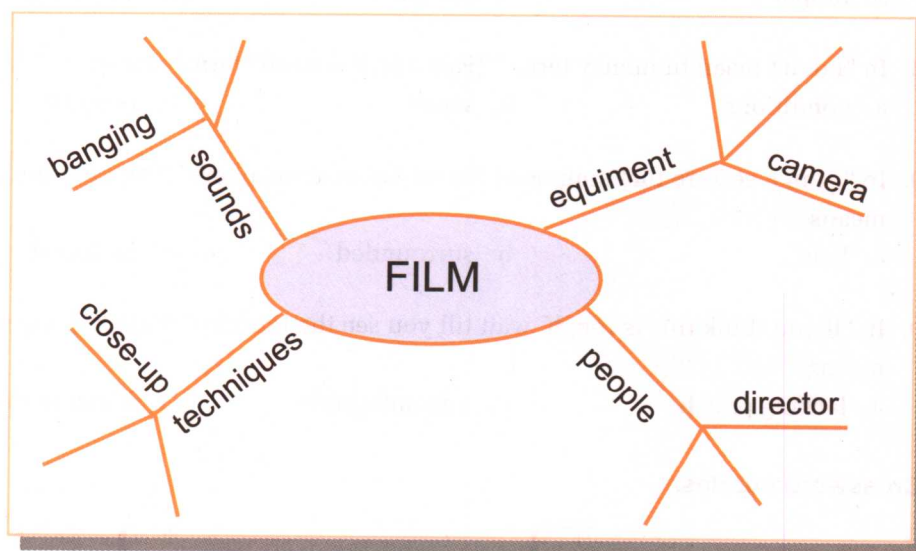 banging
sounds
equiment
camera
FILM
close-up
techniques
people
director